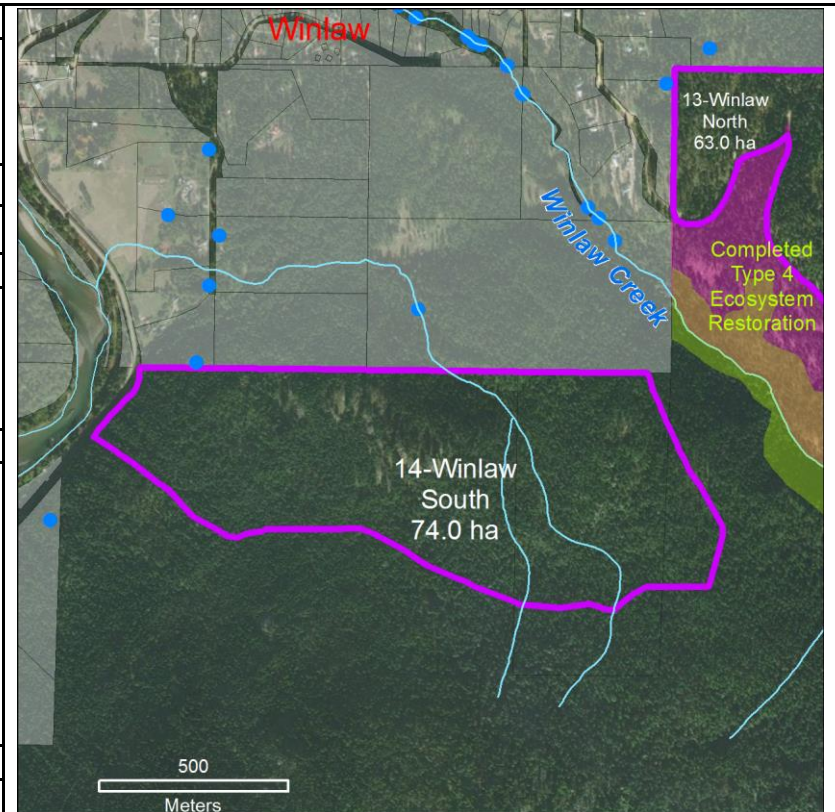 Winlaw
13-Winlaw
North
63.0 ha
Winlaw Creek
Completed
Type 4
Ecosystem
Restoration
14-Winlaw
South
74.0 ha
500
Meters